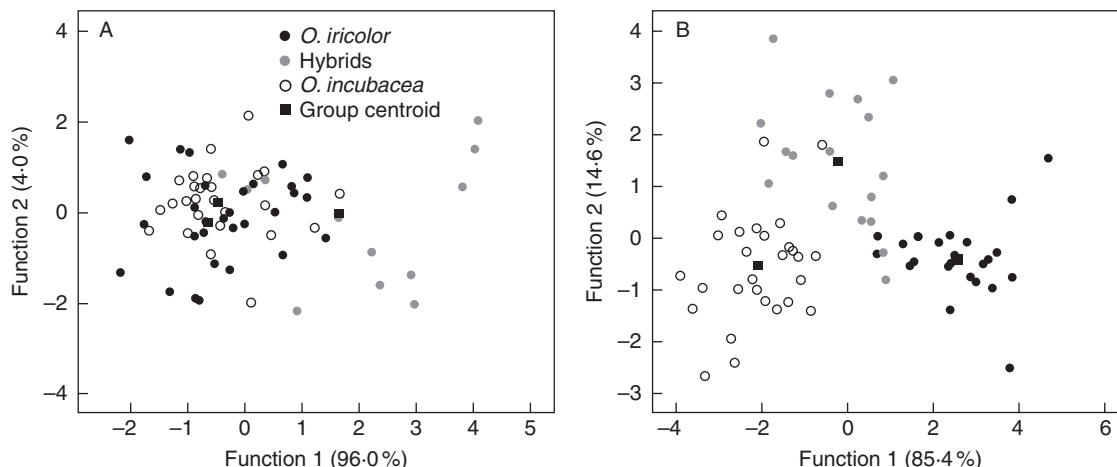 A
O. iricolor
Hybrids
O. incubacea
Group centroid
4
2
0
–2
–4
Function 2 (4·0 %)
–2 –1 0 1 2 3 4 5
Function 1 (96·0 %)
B
4
3
2
1
0
–1
–2
–3
Function 2 (14·6 %)
–4 –2 0 2 4 6
Function 1 (85·4 %)